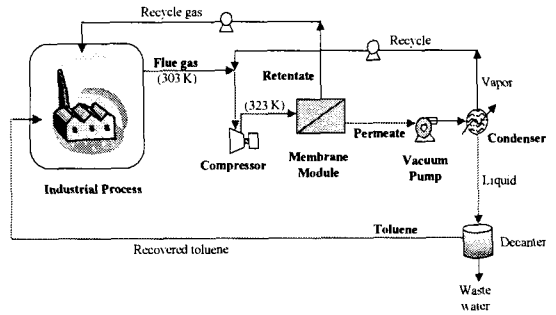 Recycle gas
Recycle
Flue gas
(303 K)
Retentate
Vapor
(323 K)
Permeate
Condenser
Compressor
Membrane
Module
Vacuum
Pump
Industrial Process
Liquid
Toluene
Decanter
Recovered toluene
Waste
water